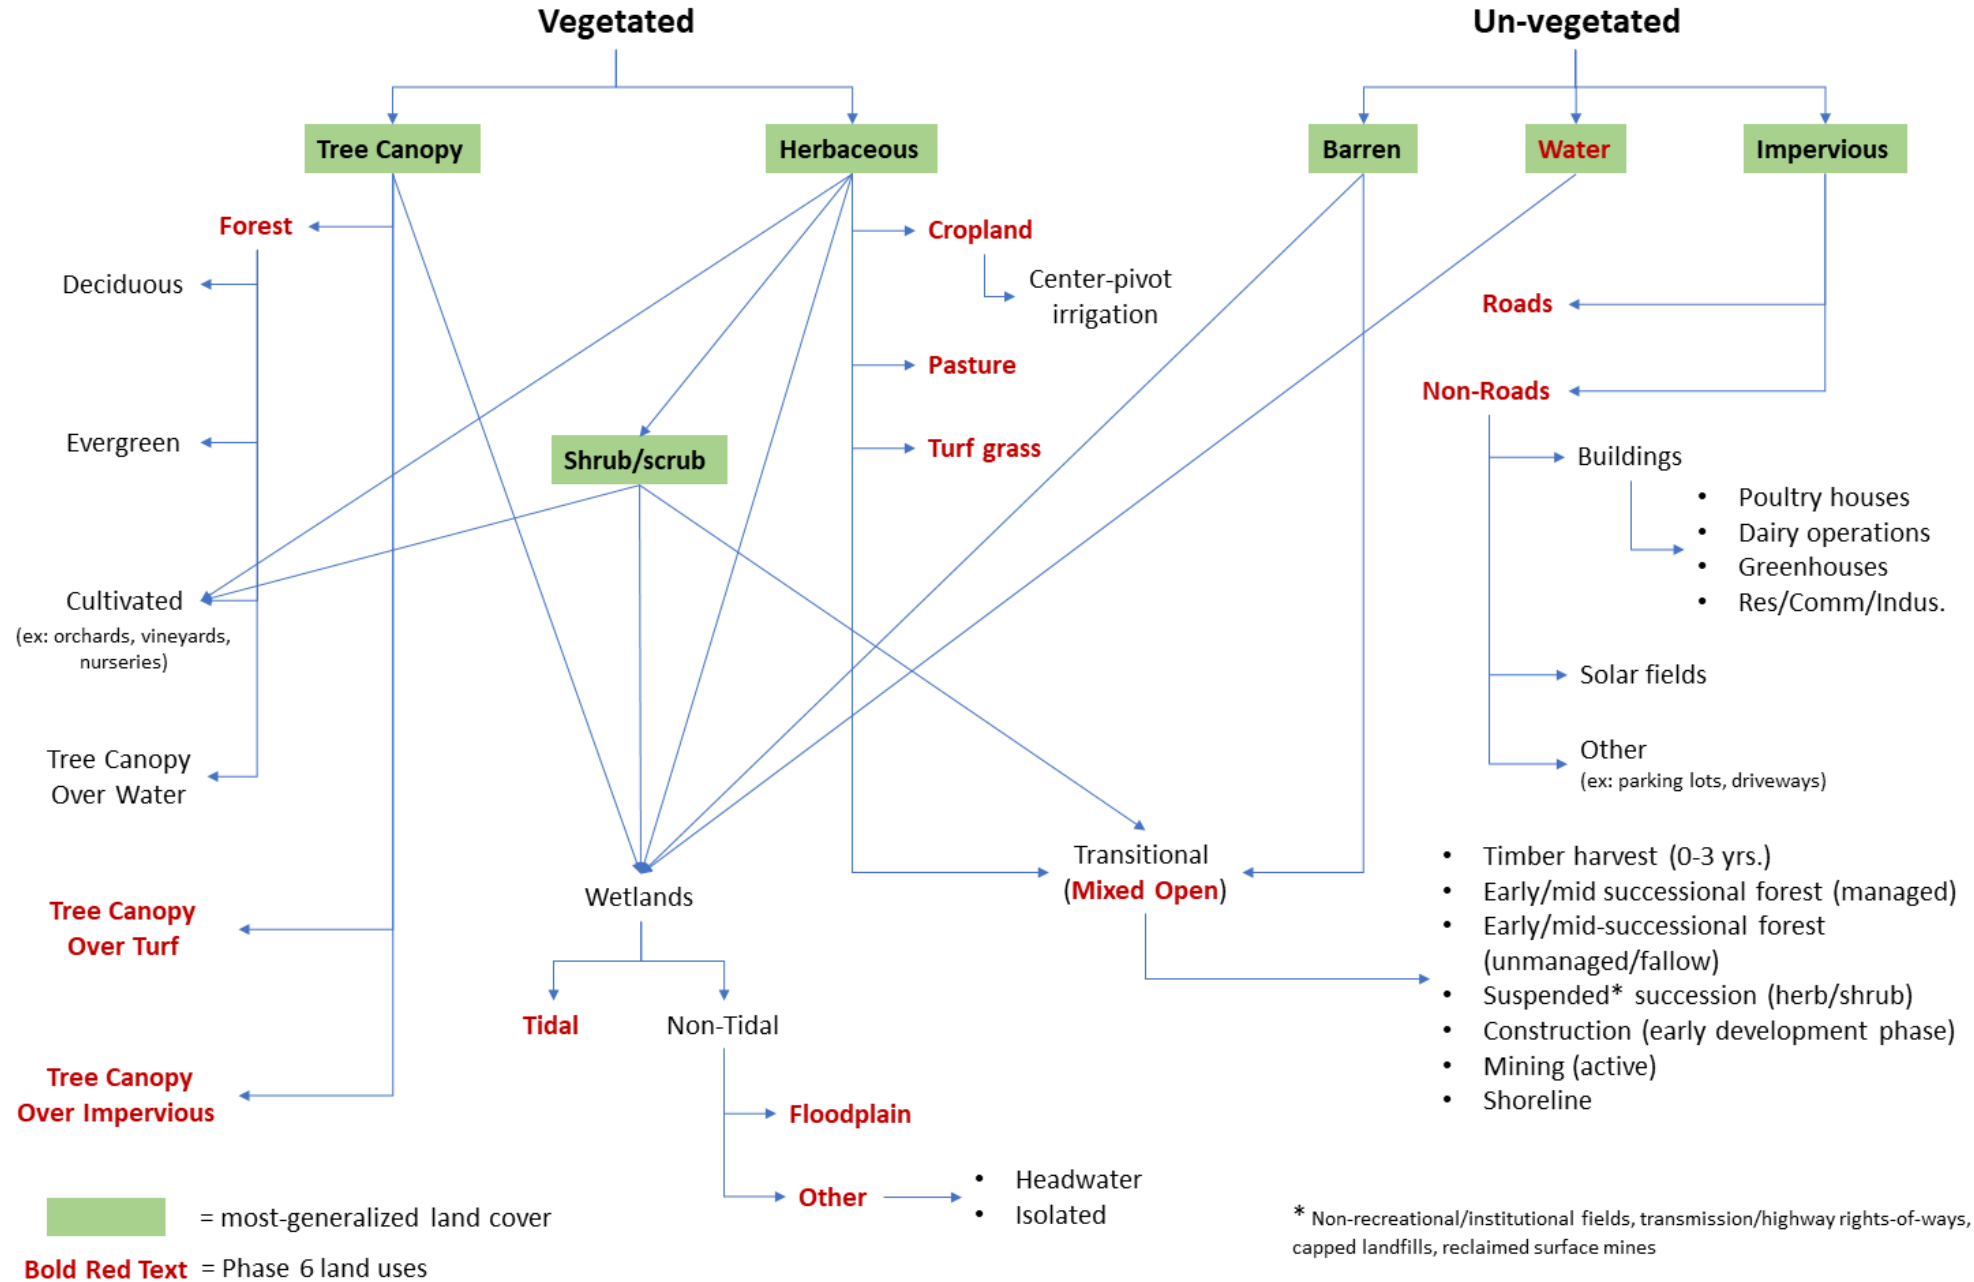 Vegetated
Un-vegetated
Tree Canopy
Herbaceous
Barren
Water
Impervious
Forest
Deciduous
Evergreen
Cultivated
(ex: orchards, vineyards,
nurseries)
Tree Canopy
Over Water
Tree Canopy
Over Turf
Tree Canopy
Over Impervious
Cropland
Center-pivot
irrigation
Pasture
Turf grass
Shrub/scrub
Wetlands
Tidal
Non-Tidal
Floodplain
Other
• Headwater
• Isolated
Transitional
(Mixed Open)
Roads
Non-Roads
Buildings
• Poultry houses
• Dairy operations
• Greenhouses
• Res/Comm/Indus.
Solar fields
Other
(ex: parking lots, driveways)
• Timber harvest (0-3 yrs.)
• Early/mid successional forest (managed)
• Early/mid-successional forest
(unmanaged/fallow)
• Suspended* succession (herb/shrub)
• Construction (early development phase)
• Mining (active)
• Shoreline
= most-generalized land cover
Bold Red Text = Phase 6 land uses
* Non-recreational/institutional fields, transmission/highway rights-of-ways,
capped landfills, reclaimed surface mines